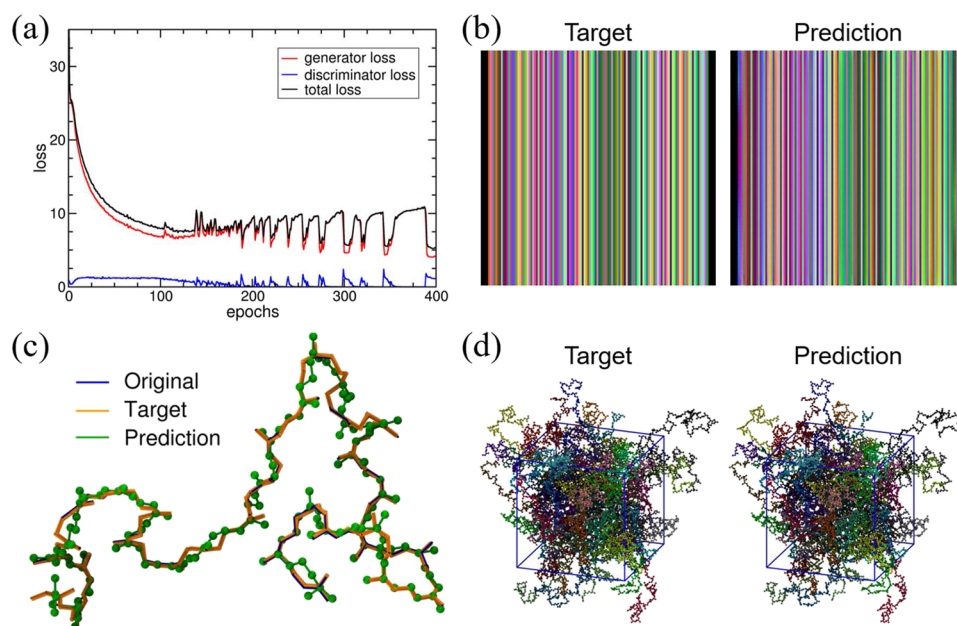 (a)
30
20
10
0
loss
generator loss
discriminator loss
total loss
0
100
200
300
400
epochs
(b)
Target
Prediction
(c)
Original
Target
Prediction
(d)
Target
Prediction